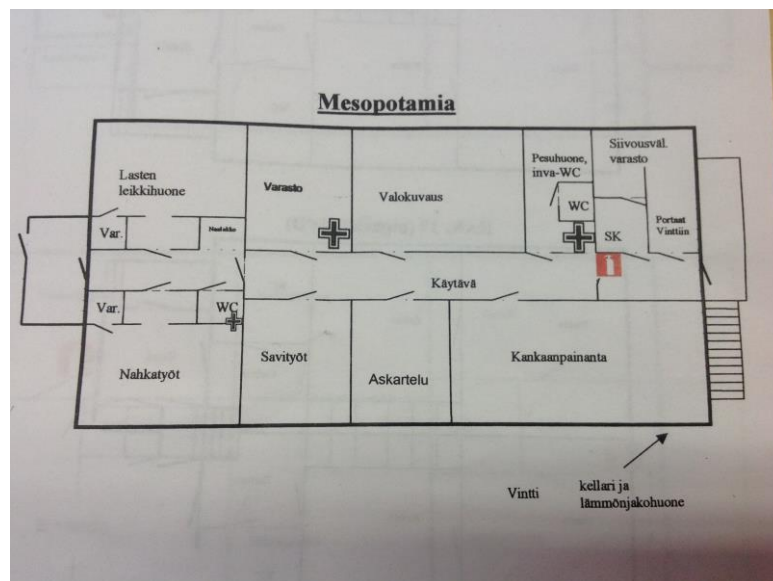 Mesopotamia
Siivousväl.
varasto
Pesuhuone,
inva-WC
Lasten
leikkihuone
Varasto
Valokuvaus
WC
Portaat
Vinttiin
Var.
SK
Käytävä
Var.
WC
Savityöt
Kankaanpainanta
Nahkatyöt
Askartelu
Vintti
kellari ja
lämmönjakohuone